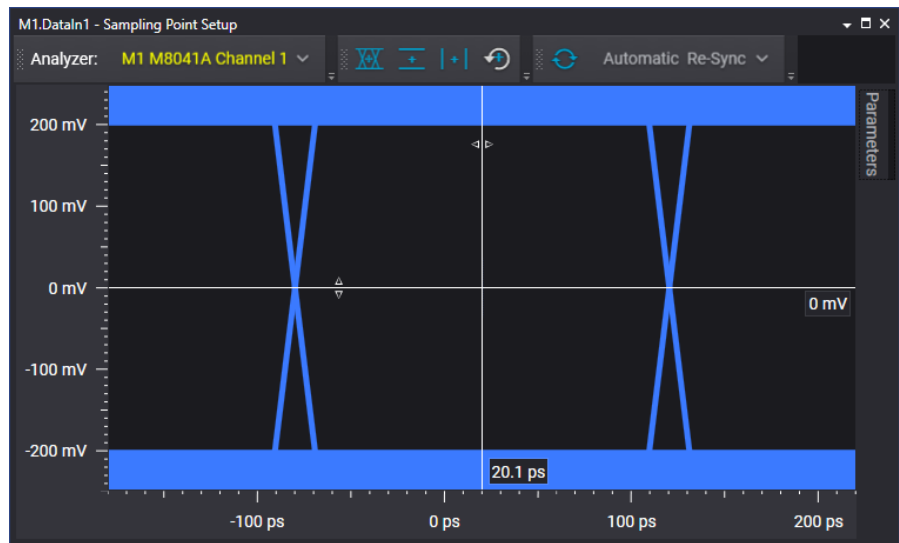 M1.DataIn1 - Sampling Point Setup
Analyzer: M1 M8041A Channel 1 Automatic Re-Sync
Parameters
200 mV
100 mV
0 mV
0 mV
-100 mV
-200 mV
20.1 ps
-100 ps 0 ps 100 ps 200 ps